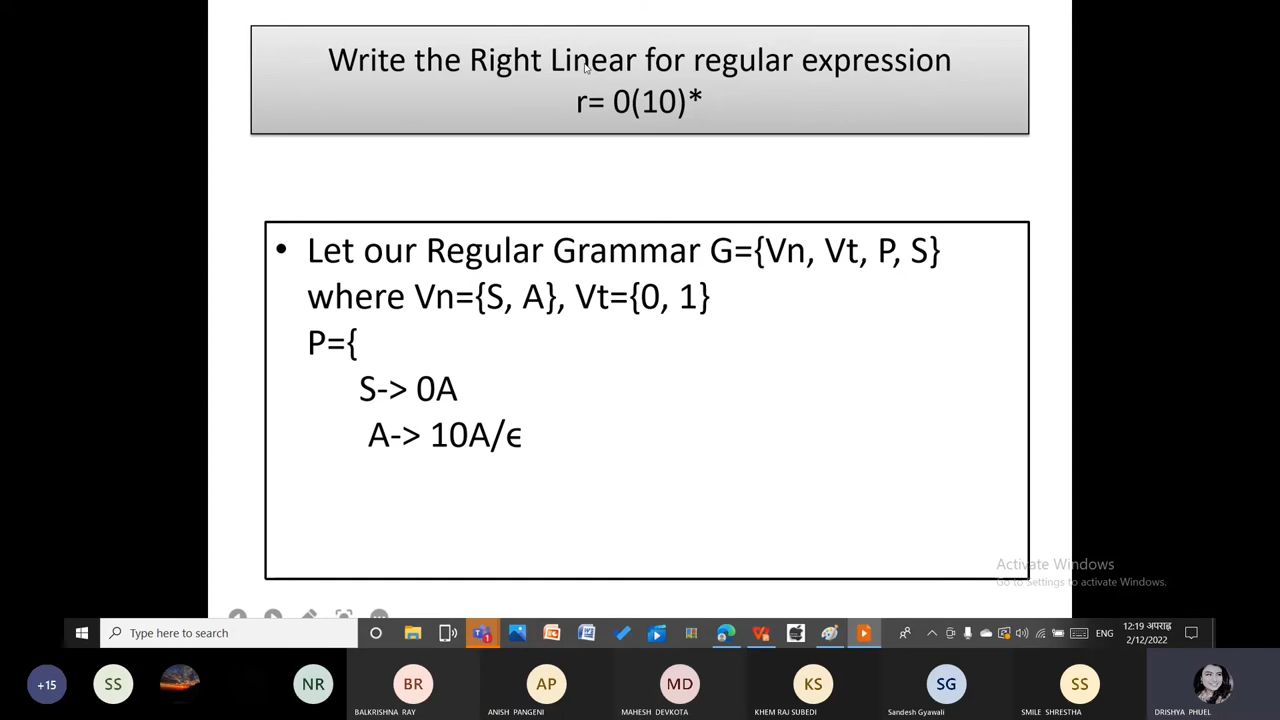 Write the Right Linear for regular expression
r= 0(10)*
• Let our Regular Grammar G={Vn, Vt, P, S}
where Vn={S, A}, Vt={0, 1}
P={
S-> 0A
A-> 10A/ϵ
Activate Windows
Go to Settings to activate Windows.
Type here to search
1
ENG
12:19 अपराह्न
2/12/2022
+15
SS
NR
BR
AP
MD
KS
SG
SS
BALKRISHNA RAY
ANISH PANGENI
MAHESH DEVKOTA
KHEM RAJ SUBEDI
Sandesh Gyawali
SMILE SHRESTHA
DRISHYA PHUEL